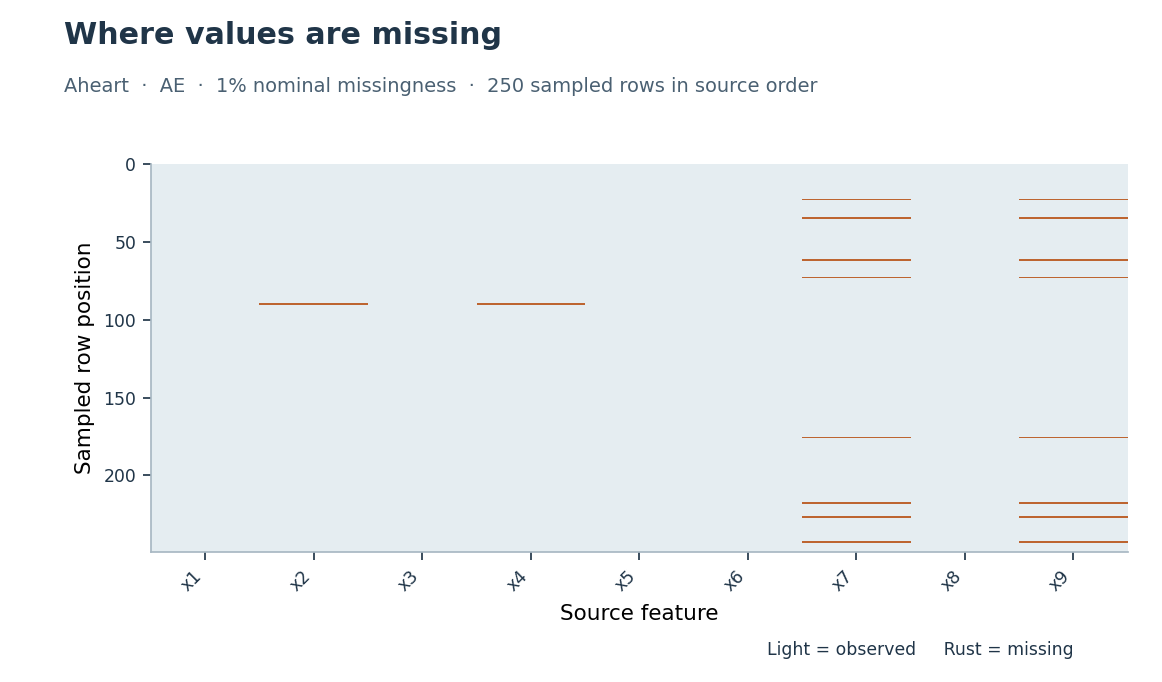 Where values are missing
Aheart · AE · 1% nominal missingness · 250 sampled rows in source order
0
50
100
150
200
Sampled row position
x1 x2 x3 x4 x5 x6 x7 x8 x9
Source feature
Light = observed Rust = missing